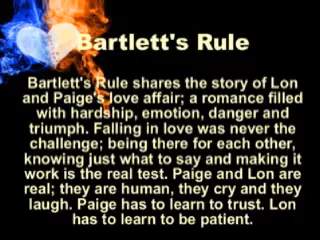 Bartlett's Rule
Bartlett's Rule shares the story of Lon
and Paige's love affair; a romance filled
with hardship, emotion, danger and
triumph. Falling in love was never the
challenge; being there for each other,
knowing just what to say and making it
work is the real test. Paige and Lon are
real; they are human, they cry and they
laugh. Paige has to learn to trust. Lon
has to learn to be patient.